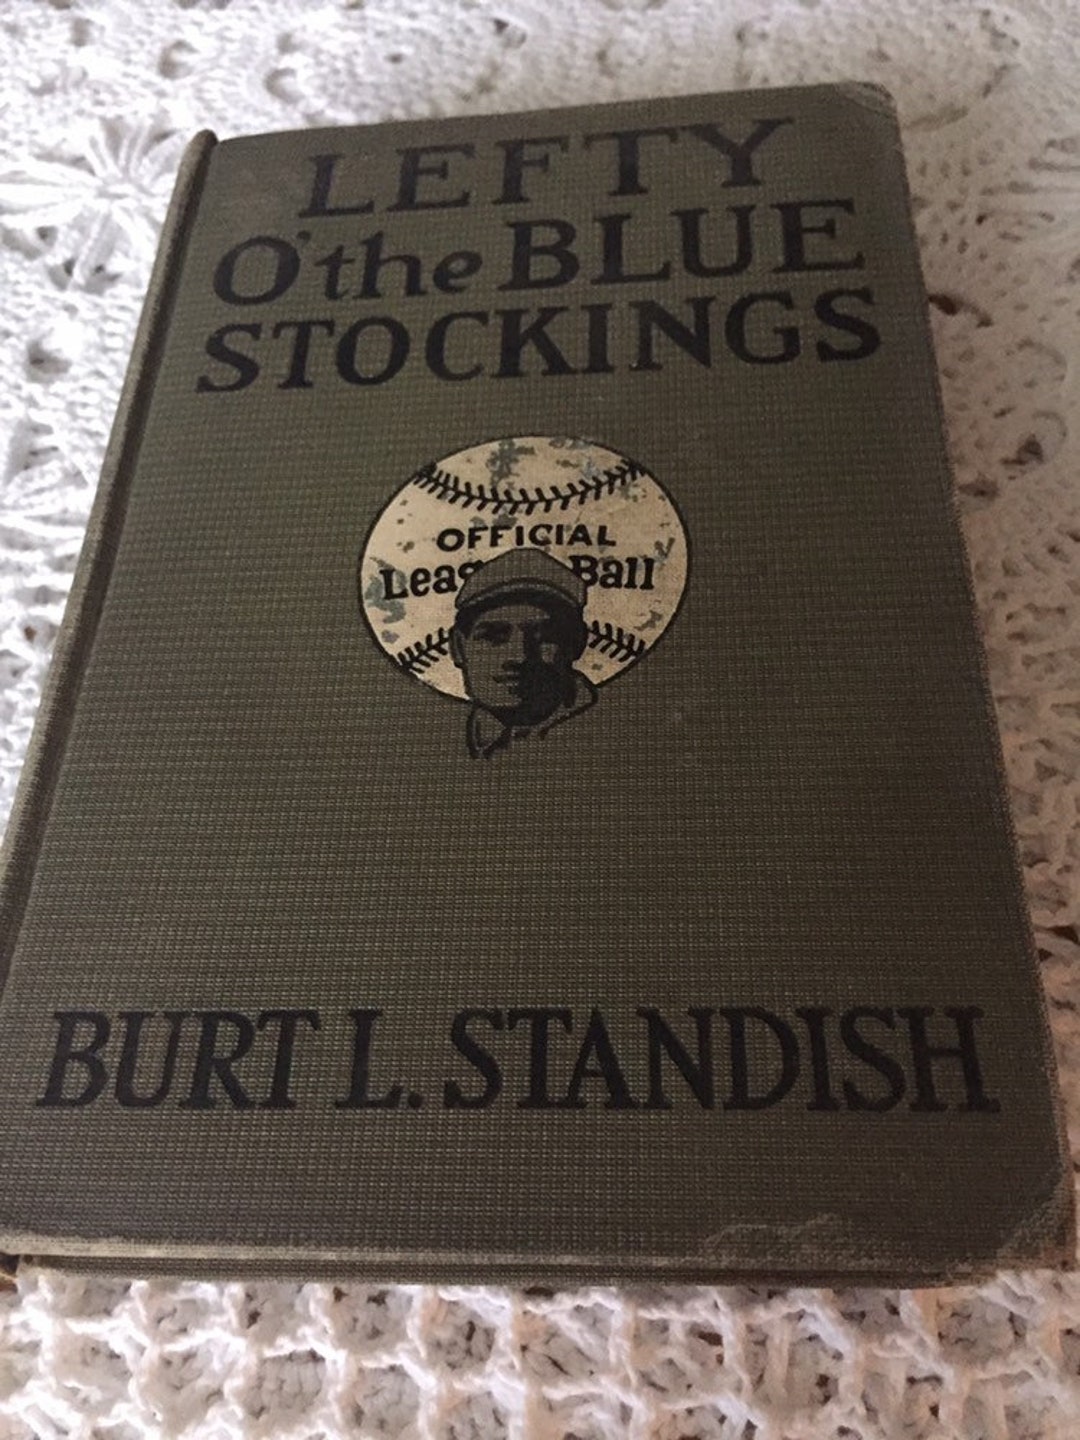 LEFTY
O'the BLUE
STOCKINGS
OFFICIAL
Ball
BURT L. STANDISH